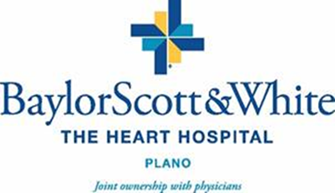 BaylorScott&White
THE HEART HOSPITAL
PLANO
Joint ownership with physicians